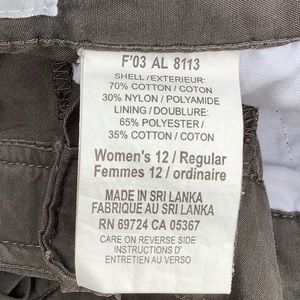 F'03 AL 8113
SHELL/EXTERIEUR:
70% COTTON / COTON
30% NYLON / POLYAMIDE
LINING / DOUBLURE:
65% POLYESTER /
35% COTTON / COTON
Women's 12 / Regular
Femmes 12 / ordinaire
MADE IN SRI LANKA
FABRIQUE AU SRI LANKA
RN 69724 CA 05367
CARE ON REVERSE SIDE
INSTRUCTIONS D'
ENTRETIEN AU VERSO